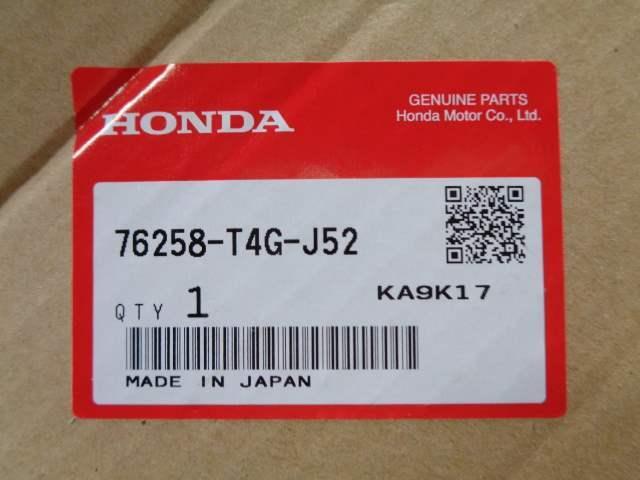 HONDA
GENUINE PARTS
Honda Motor Co., Ltd.
76258-T4G-J52
QTY 1
KA9K17
MADE IN JAPAN